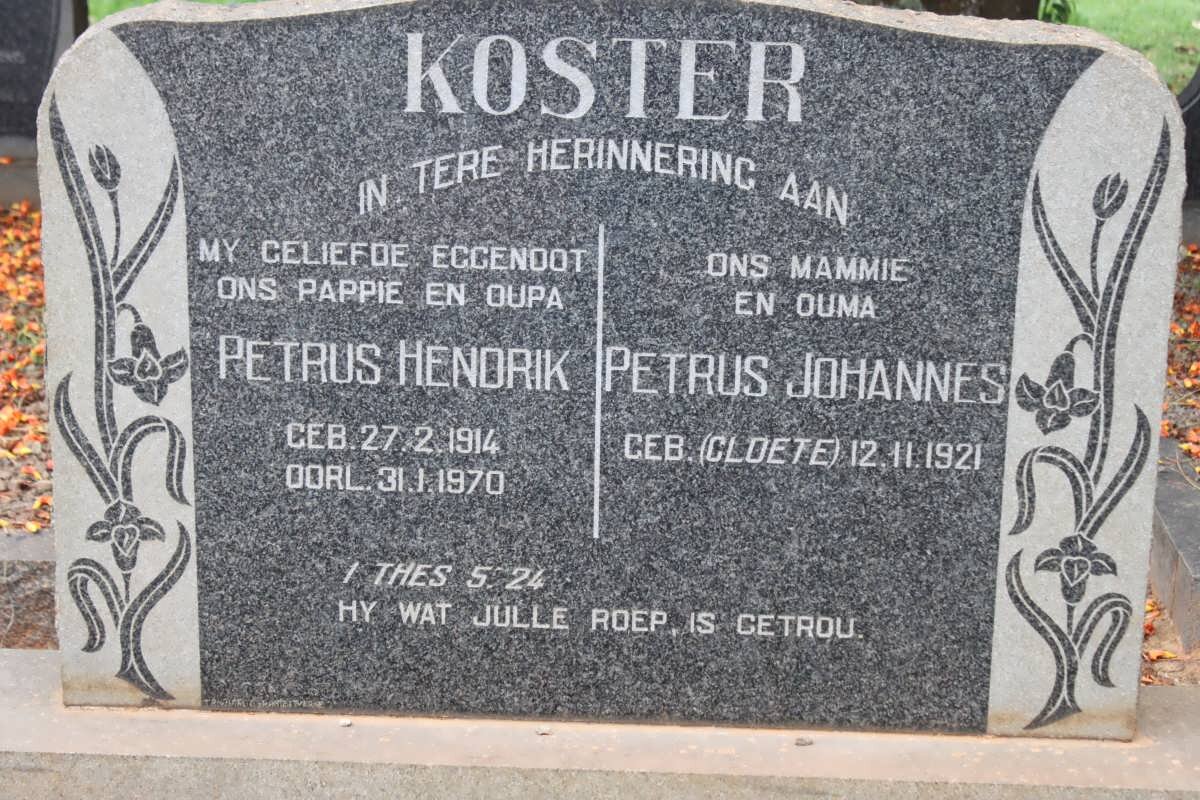 KOSTER
IN TERE HERINNERING AAN
MY GELIEFDE EGGENOOT
ONS PAPPIE EN OUPA
PETRUS HENDRIK
GEB. 27.2.1914
OORL. 31.1.1970
ONS MAMMIE
EN OUMA
PETRUS JOHANNES
GEB. (CLOETE) 12.11.1921
I THES 5:24
HY WAT JULLE ROEP, IS GETROU.